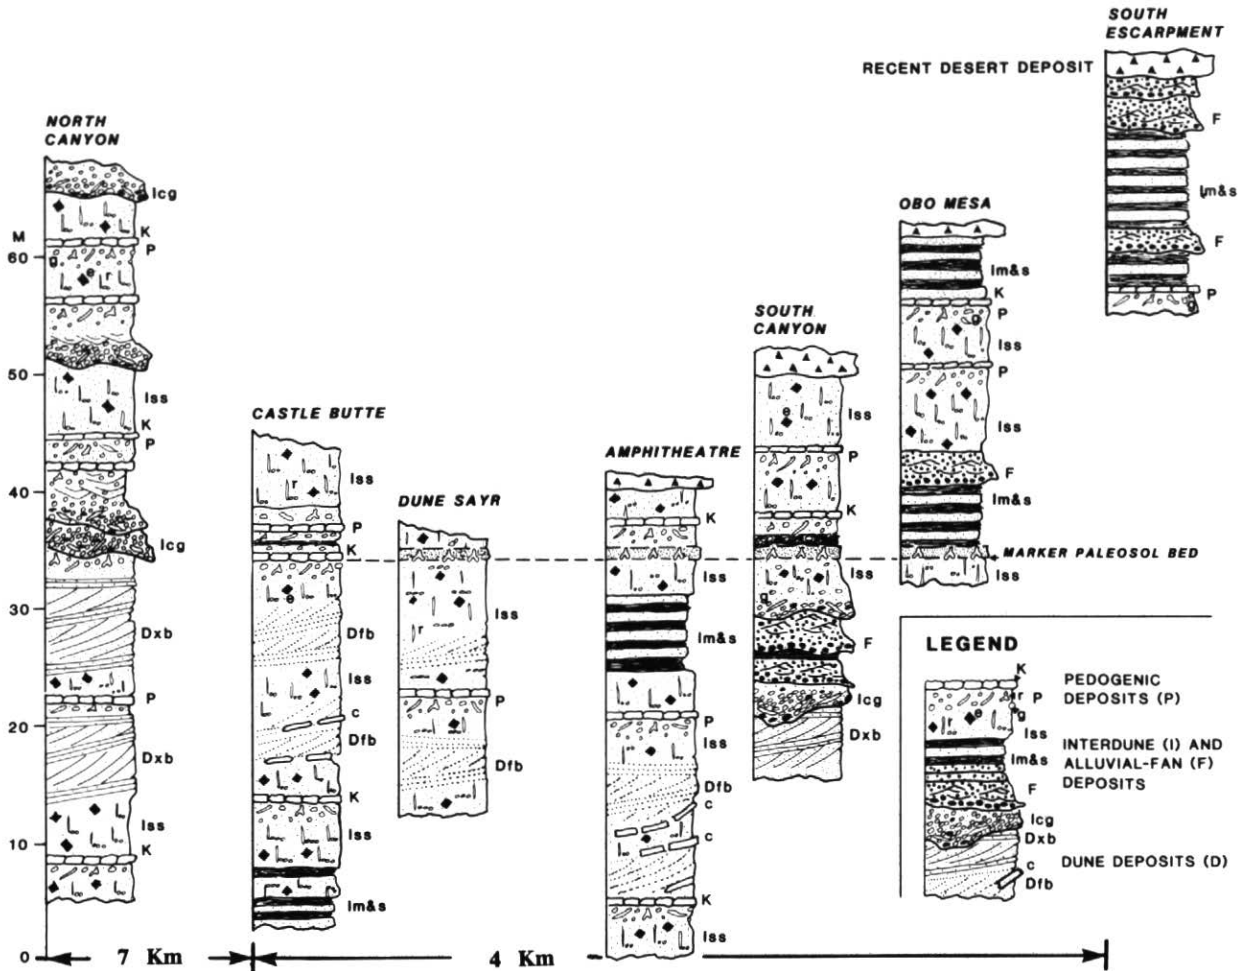 SOUTH
ESCARPMENT
RECENT DESERT DEPOSIT
F
Im&s
F
P
g
NORTH
CANYON
Icg
K
P
g
e
r
Iss
K
P
Icg
Dxb
P
Dxb
Iss
K
M
60
50
40
30
20
10
0
CASTLE BUTTE
r
Iss
P
K
e
Dfb
Iss
c
Dfb
K
Iss
Im&s
DUNE SAYR
Iss
r
P
Dfb
AMPHITHEATRE
K
Iss
Im&s
P
Iss
Dfb
c
c
K
Iss
SOUTH
CANYON
e
Iss
P
K
Iss
g
F
Icg
Dxb
OBO MESA
Im&s
K
P
g
Iss
P
Iss
F
Im&s
MARKER PALEOSOL BED
Iss
LEGEND
K
r
P
PEDOGENIC
DEPOSITS (P)
r
e
g
Iss
Im&s
INTERDUNE (I) AND
ALLUVIAL-FAN (F)
DEPOSITS
F
Icg
Dxb
c
DUNE DEPOSITS (D)
Dfb
7 Km
4 Km